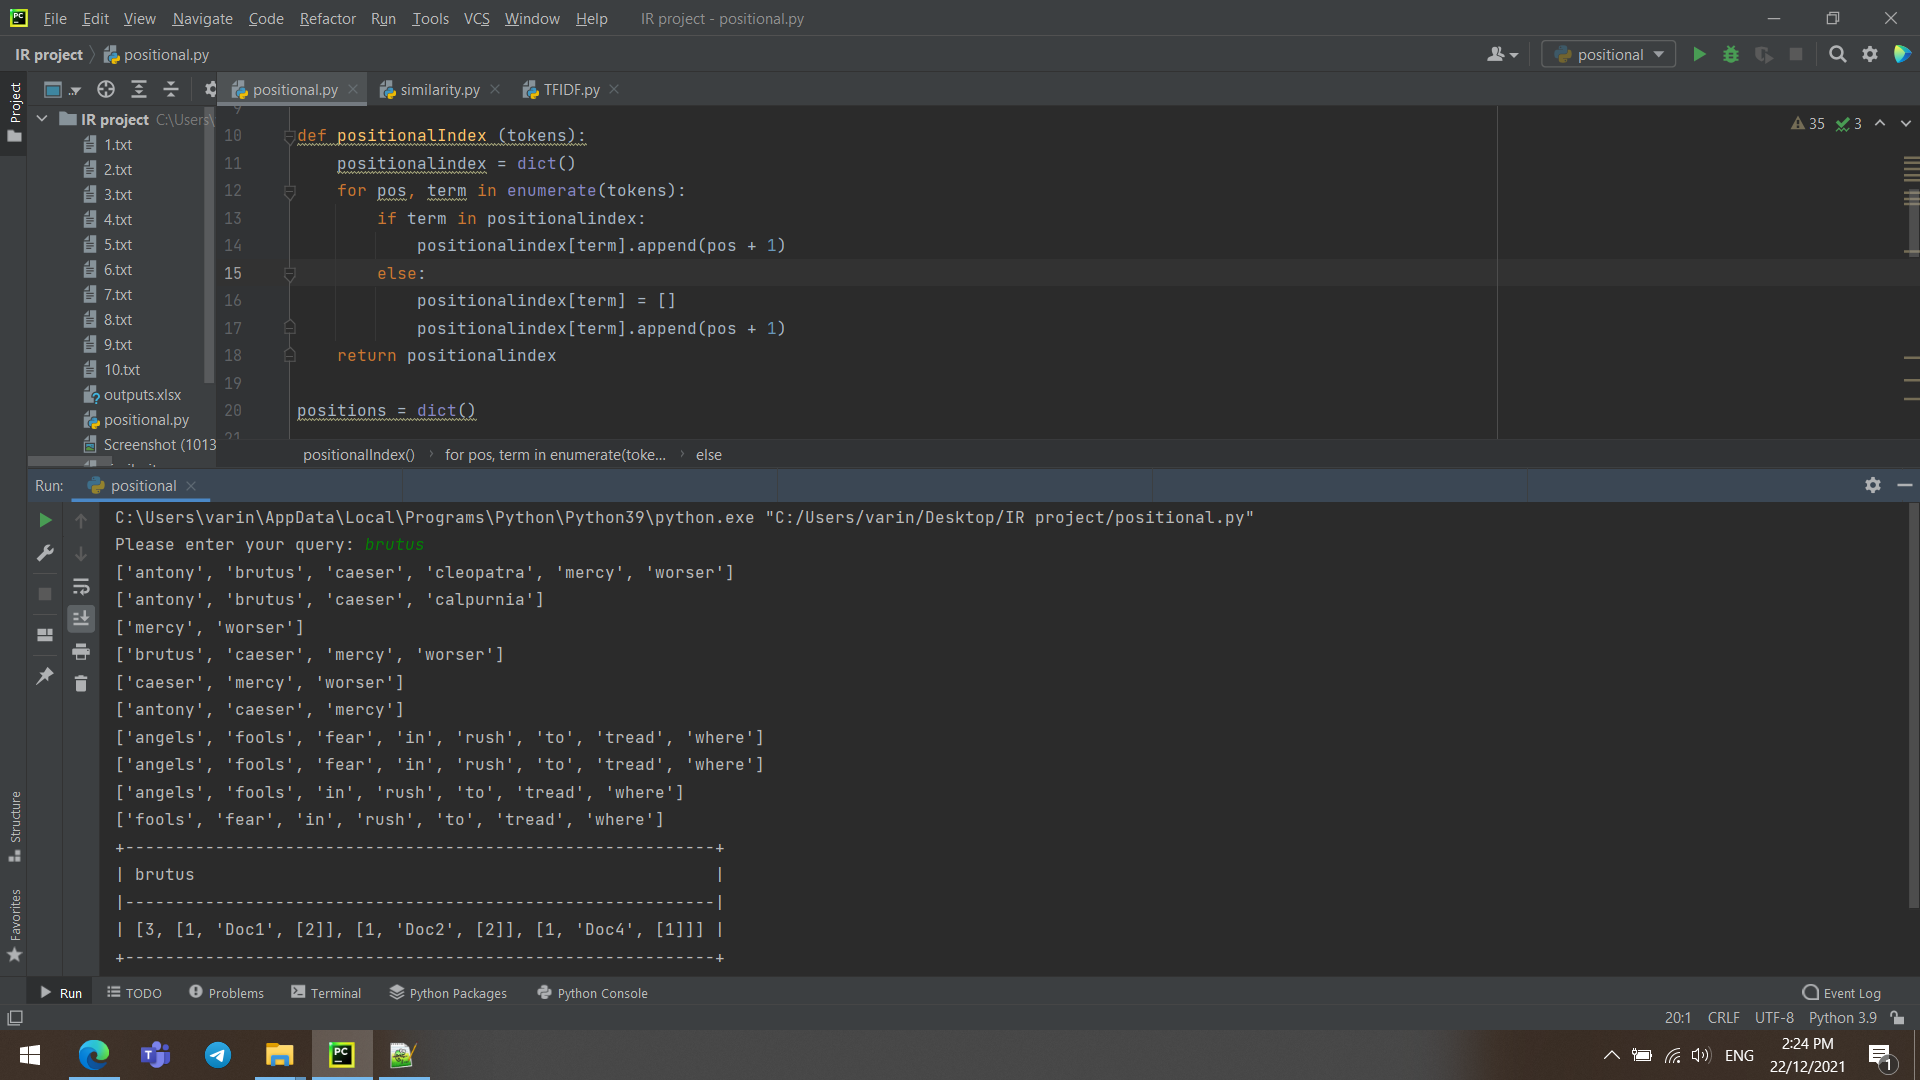 File Edit View Navigate Code Refactor Run Tools VCS Window Help IR project - positional.py
IR project positional.py positional
Project
positional.py similarity.py TFIDF.py
IR project C:\Users\
1.txt
2.txt
3.txt
4.txt
5.txt
6.txt
7.txt
8.txt
9.txt
10.txt
outputs.xlsx
positional.py
Screenshot (1013
35 3
9
10 def positionalIndex (tokens):
11 positionalindex = dict()
12 for pos, term in enumerate(tokens):
13 if term in positionalindex:
14 positionalindex[term].append(pos + 1)
15 else:
16 positionalindex[term] = []
17 positionalindex[term].append(pos + 1)
18 return positionalindex
19
20 positions = dict()
21
positionalIndex() for pos, term in enumerate(toke... else
Run: positional
C:\Users\varin\AppData\Local\Programs\Python\Python39\python.exe "C:/Users/varin/Desktop/IR project/positional.py"
Please enter your query: brutus
['antony', 'brutus', 'caeser', 'cleopatra', 'mercy', 'worser']
['antony', 'brutus', 'caeser', 'calpurnia']
['mercy', 'worser']
['brutus', 'caeser', 'mercy', 'worser']
['caeser', 'mercy', 'worser']
['antony', 'caeser', 'mercy']
['angels', 'fools', 'fear', 'in', 'rush', 'to', 'tread', 'where']
['angels', 'fools', 'fear', 'in', 'rush', 'to', 'tread', 'where']
['angels', 'fools', 'in', 'rush', 'to', 'tread', 'where']
['fools', 'fear', 'in', 'rush', 'to', 'tread', 'where']
+-----------------------------------------------------------+
| brutus |
|-----------------------------------------------------------|
| [3, [1, 'Doc1', [2]], [1, 'Doc2', [2]], [1, 'Doc4', [1]]] |
+-----------------------------------------------------------+
Structure
Favorites
Run TODO Problems Terminal Python Packages Python Console Event Log
20:1 CRLF UTF-8 Python 3.9
PC
ENG
2:24 PM
22/12/2021
1